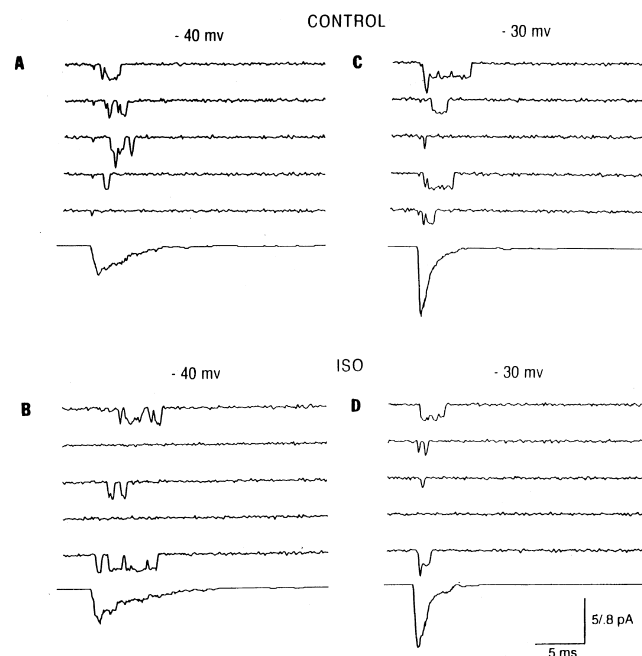 CONTROL
- 40 mv
- 30 mv
A
C
ISO
- 40 mv
- 30 mv
B
D
5/.8 pA
5 ms